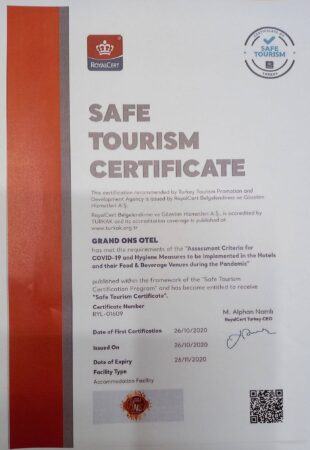 ROYALCERT
SAFE
TOURISM
TURKEY
SAFE
TOURISM
CERTIFICATE
This certification recommended by Turkey Tourism Promotion and
Development Agency is issued by RoyalCert Belgelendirme ve Gözetim
Hizmetleri A.Ş.
RoyalCert Belgelendirme ve Gözetim Hizmetleri A.Ş., is accredited by
TURKAK and its accreditation coverage is published at
www.turkak.org.tr
GRAND ONS OTEL
has met the requirements of the "Assessment Criteria for
COVID-19 and Hygiene Measures to be implemented in the Hotels
and their Food & Beverage Venues during the Pandemic"
published within the framework of the "Safe Tourism
Certification Program" and has become entitled to receive
"Safe Tourism Certificate".
Certificate Number
RYL-01609
M. Alphan Namlı
RoyalCert Turkey-CEO
Date of First Certification 26/10/2020
Issued On 26/10/2020
Date of Expiry 26/11/2020
Facility Type
Accommodation Facility